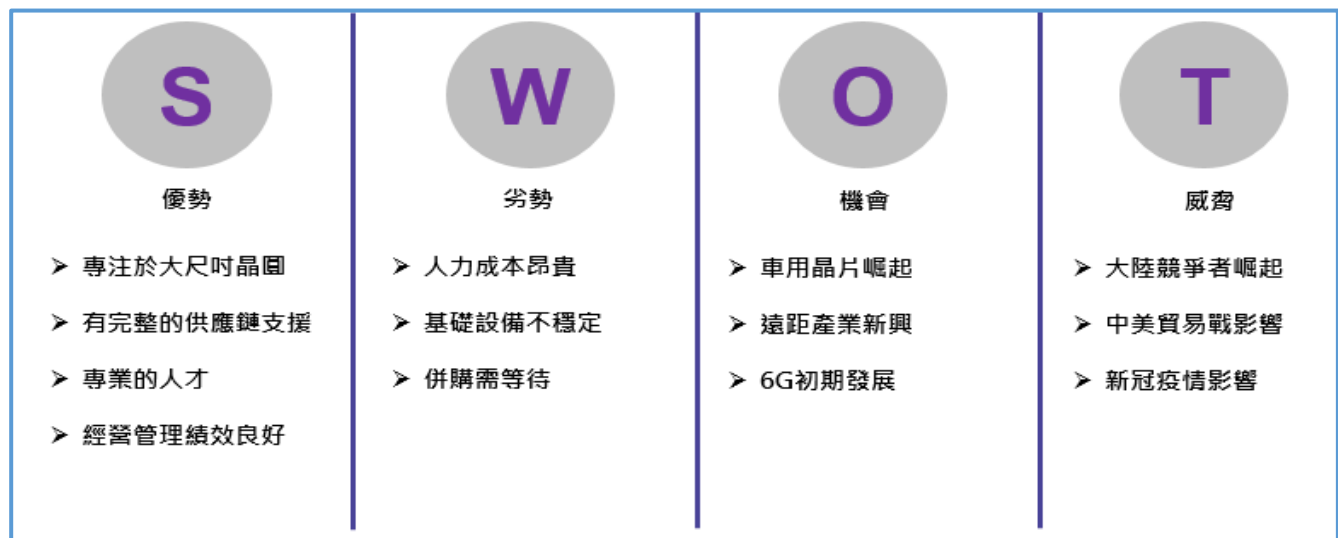 S
優勢
➢ 專注於大尺吋晶圓
➢ 有完整的供應鏈支援
➢ 專業的人才
➢ 經營管理績效良好
W
劣勢
➢ 人力成本昂貴
➢ 基礎設備不穩定
➢ 併購需等待
O
機會
➢ 車用晶片崛起
➢ 遠距產業新興
➢ 6G初期發展
T
威脅
➢ 大陸競爭者崛起
➢ 中美貿易戰影響
➢ 新冠疫情影響